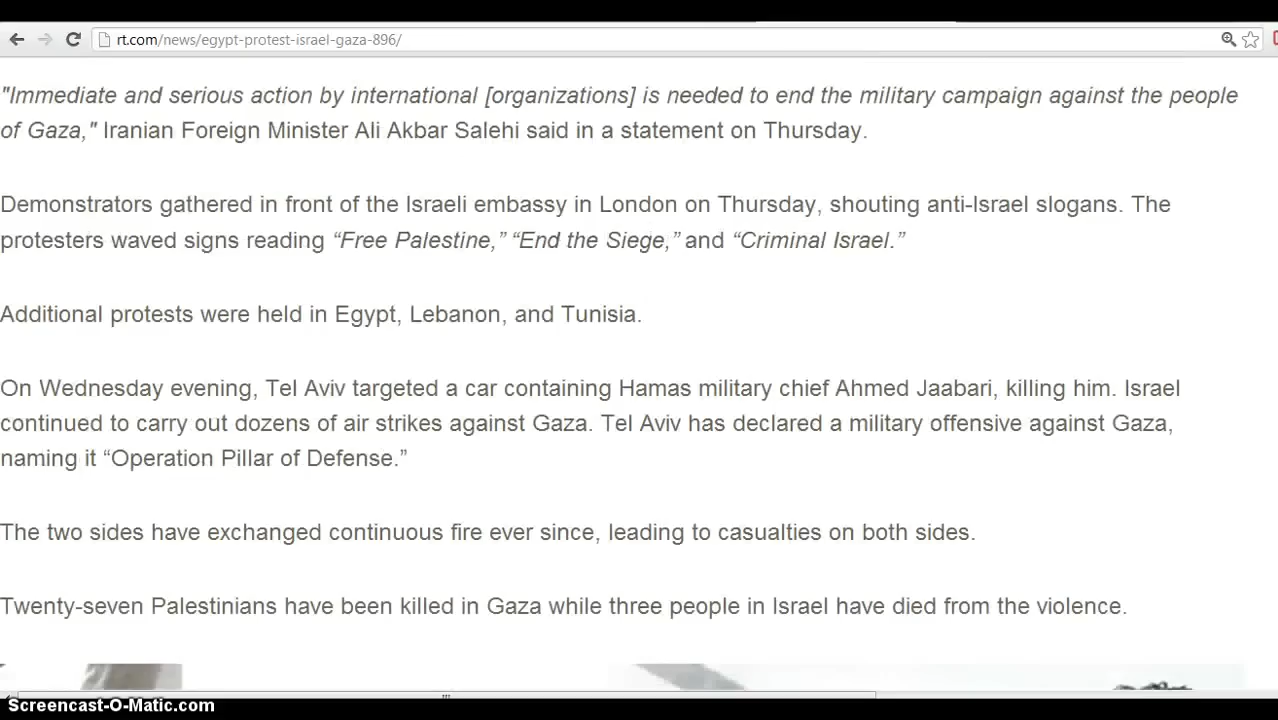 rt.com/news/egypt-protest-israel-gaza-896/
"Immediate and serious action by international [organizations] is needed to end the military campaign against the people
of Gaza," Iranian Foreign Minister Ali Akbar Salehi said in a statement on Thursday.
Demonstrators gathered in front of the Israeli embassy in London on Thursday, shouting anti-Israel slogans. The
protesters waved signs reading “Free Palestine,” “End the Siege,” and “Criminal Israel.”
Additional protests were held in Egypt, Lebanon, and Tunisia.
On Wednesday evening, Tel Aviv targeted a car containing Hamas military chief Ahmed Jaabari, killing him. Israel
continued to carry out dozens of air strikes against Gaza. Tel Aviv has declared a military offensive against Gaza,
naming it “Operation Pillar of Defense.”
The two sides have exchanged continuous fire ever since, leading to casualties on both sides.
Twenty-seven Palestinians have been killed in Gaza while three people in Israel have died from the violence.
Screencast-O-Matic.com